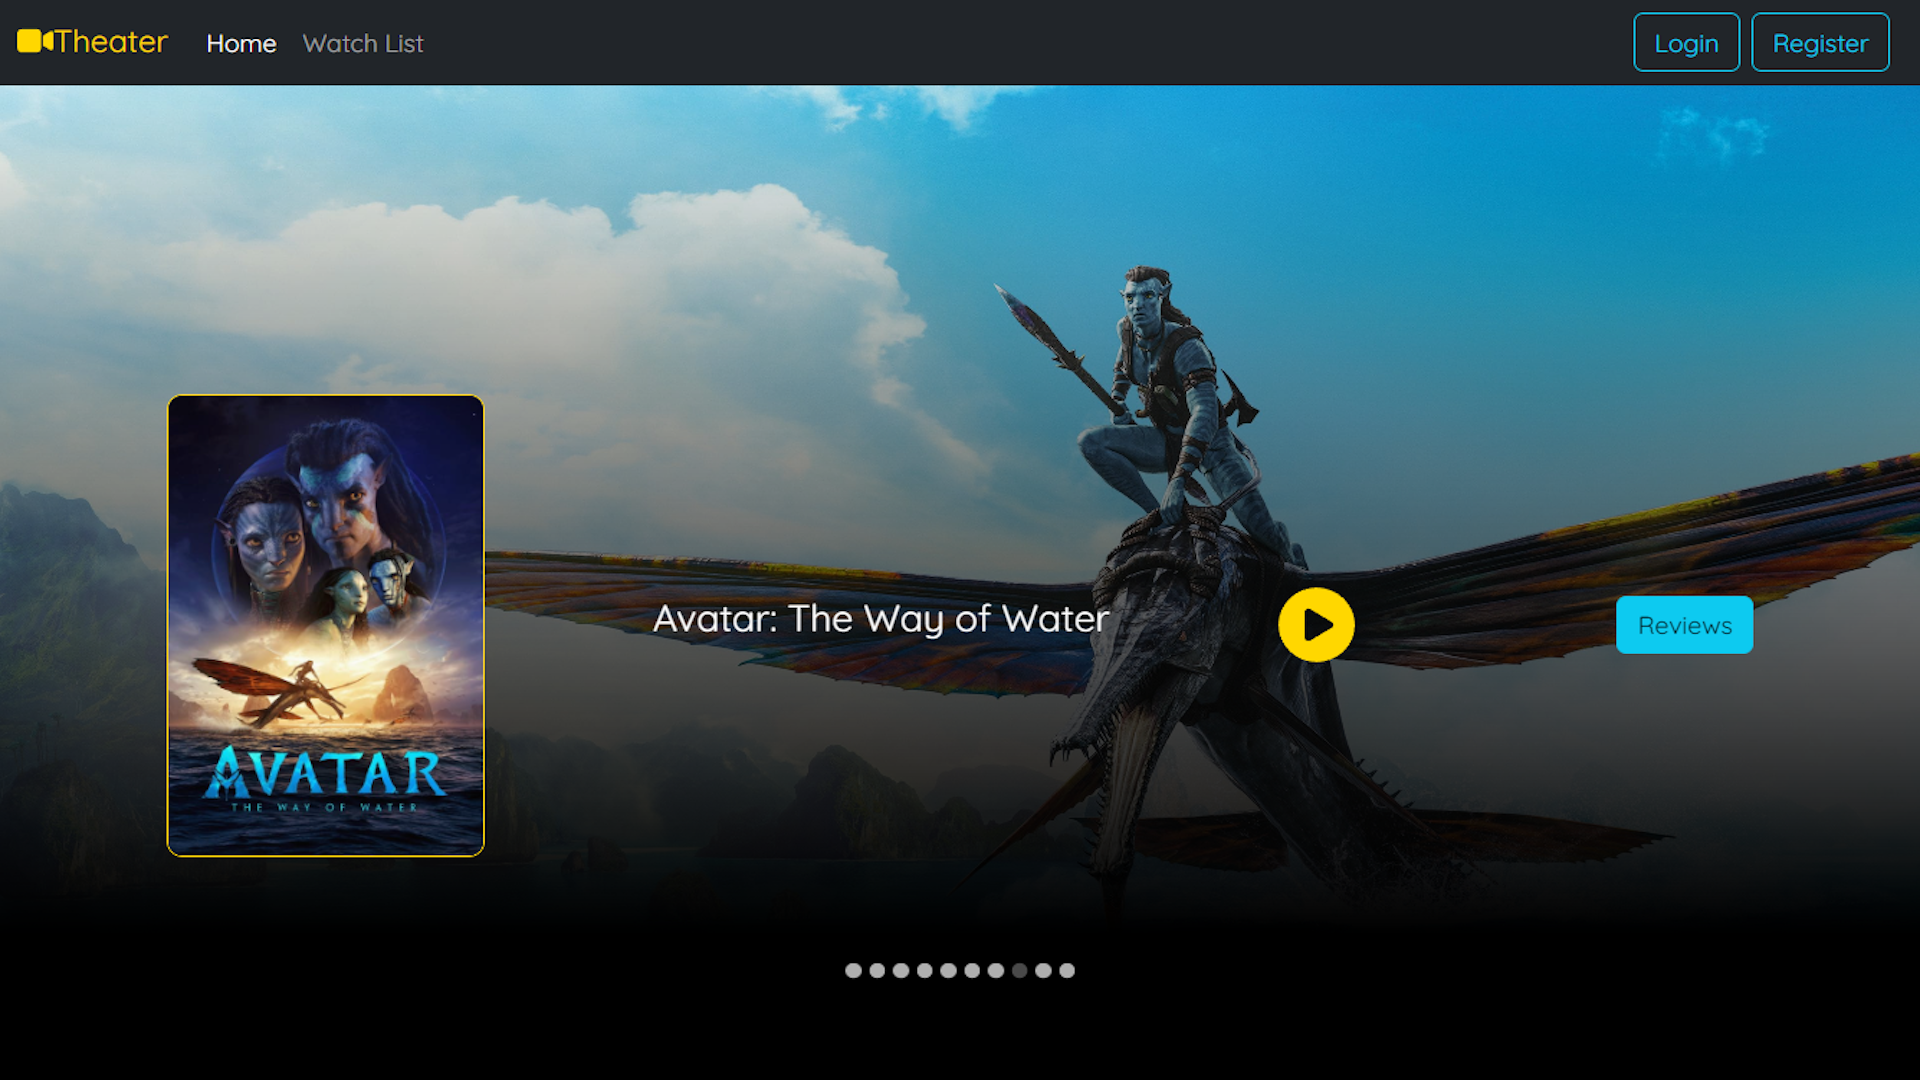 Theater
Home
Watch List
Login
Register
AVATAR
THE WAY OF WATER
Avatar: The Way of Water
Reviews